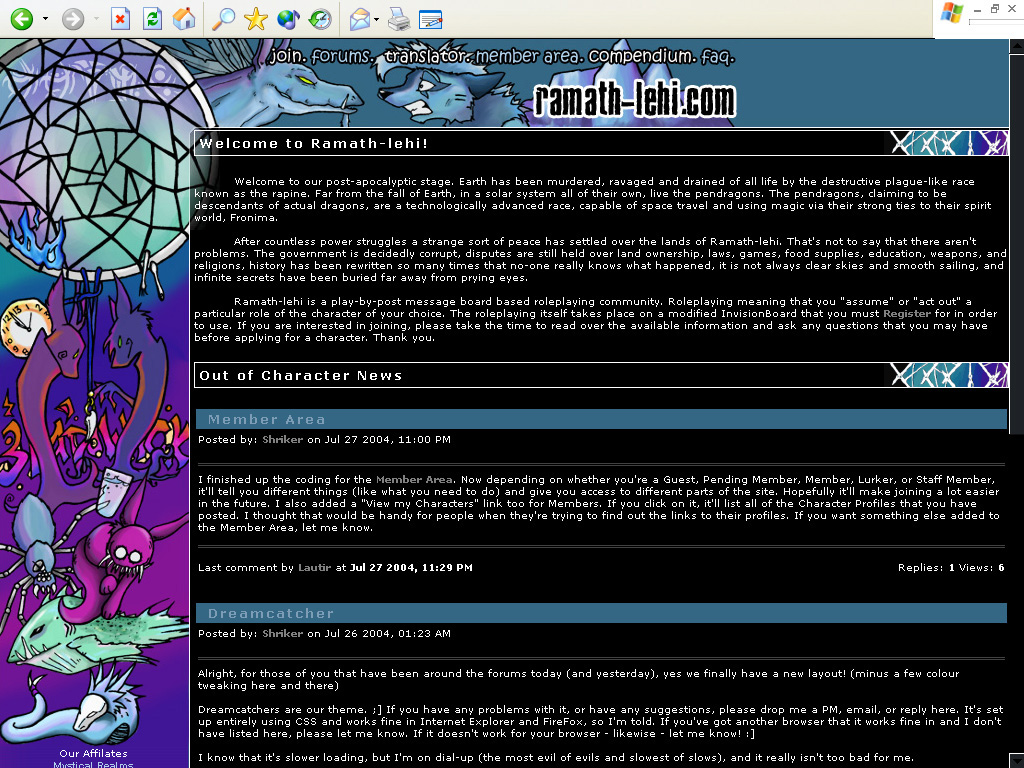 join. forums. translator. member area. compendium. faq.
ramath-lehi.com
Welcome to Ramath-lehi!
Welcome to our post-apocalyptic stage. Earth has been murdered, ravaged and drained of all life by the destructive plague-like race
known as the rapine. Far from the fall of Earth, in a solar system all of their own, live the pendragons. The pendragons, claiming to be
descendants of actual dragons, are a technologically advanced race, capable of space travel and using magic via their strong ties to their spirit
world, Fronima.
After countless power struggles a strange sort of peace has settled over the lands of Ramath-lehi. That's not to say that there aren't
problems. The government is decidedly corrupt, disputes are still held over land ownership, laws, games, food supplies, education, weapons, and
religions, history has been rewritten so many times that no-one really knows what happened, it is not always clear skies and smooth sailing, and
infinite secrets have been buried far away from prying eyes.
Ramath-lehi is a play-by-post message board based roleplaying community. Roleplaying meaning that you "assume" or "act out" a
particular role of the character of your choice. The roleplaying itself takes place on a modified InvisionBoard that you must Register for in order
to use. If you are interested in joining, please take the time to read over the available information and ask any questions that you may have
before applying for a character. Thank you.
Out of Character News
Member Area
Posted by: Shriker on Jul 27 2004, 11:00 PM
I finished up the coding for the Member Area. Now depending on whether you're a Guest, Pending Member, Member, Lurker, or Staff Member,
it'll tell you different things (like what you need to do) and give you access to different parts of the site. Hopefully it'll make joining a lot easier
in the future. I also added a "View my Characters" link too for Members. If you click on it, it'll list all of the Character Profiles that you have
posted. I thought that would be handy for people when they're trying to find out the links to their profiles. If you want something else added to
the Member Area, let me know.
Last comment by Lautir at Jul 27 2004, 11:29 PM Replies: 1 Views: 6
Dreamcatcher
Posted by: Shriker on Jul 26 2004, 01:23 AM
Alright, for those of you that have been around the forums today (and yesterday), yes we finally have a new layout! (minus a few colour
tweaking here and there)
Dreamcatchers are our theme. ;] If you have any problems with it, or have any suggestions, please drop me a PM, email, or reply here. It's set
up entirely using CSS and works fine in Internet Explorer and FireFox, so I'm told. If you've got another browser that it works fine in and I don't
have listed here, please let me know. If it doesn't work for your browser - likewise - let me know! :]
I know that it's slower loading, but I'm on dial-up (the most evil of evils and slowest of slows), and it really isn't too bad for me.
Our Affilates
Mystical Realms